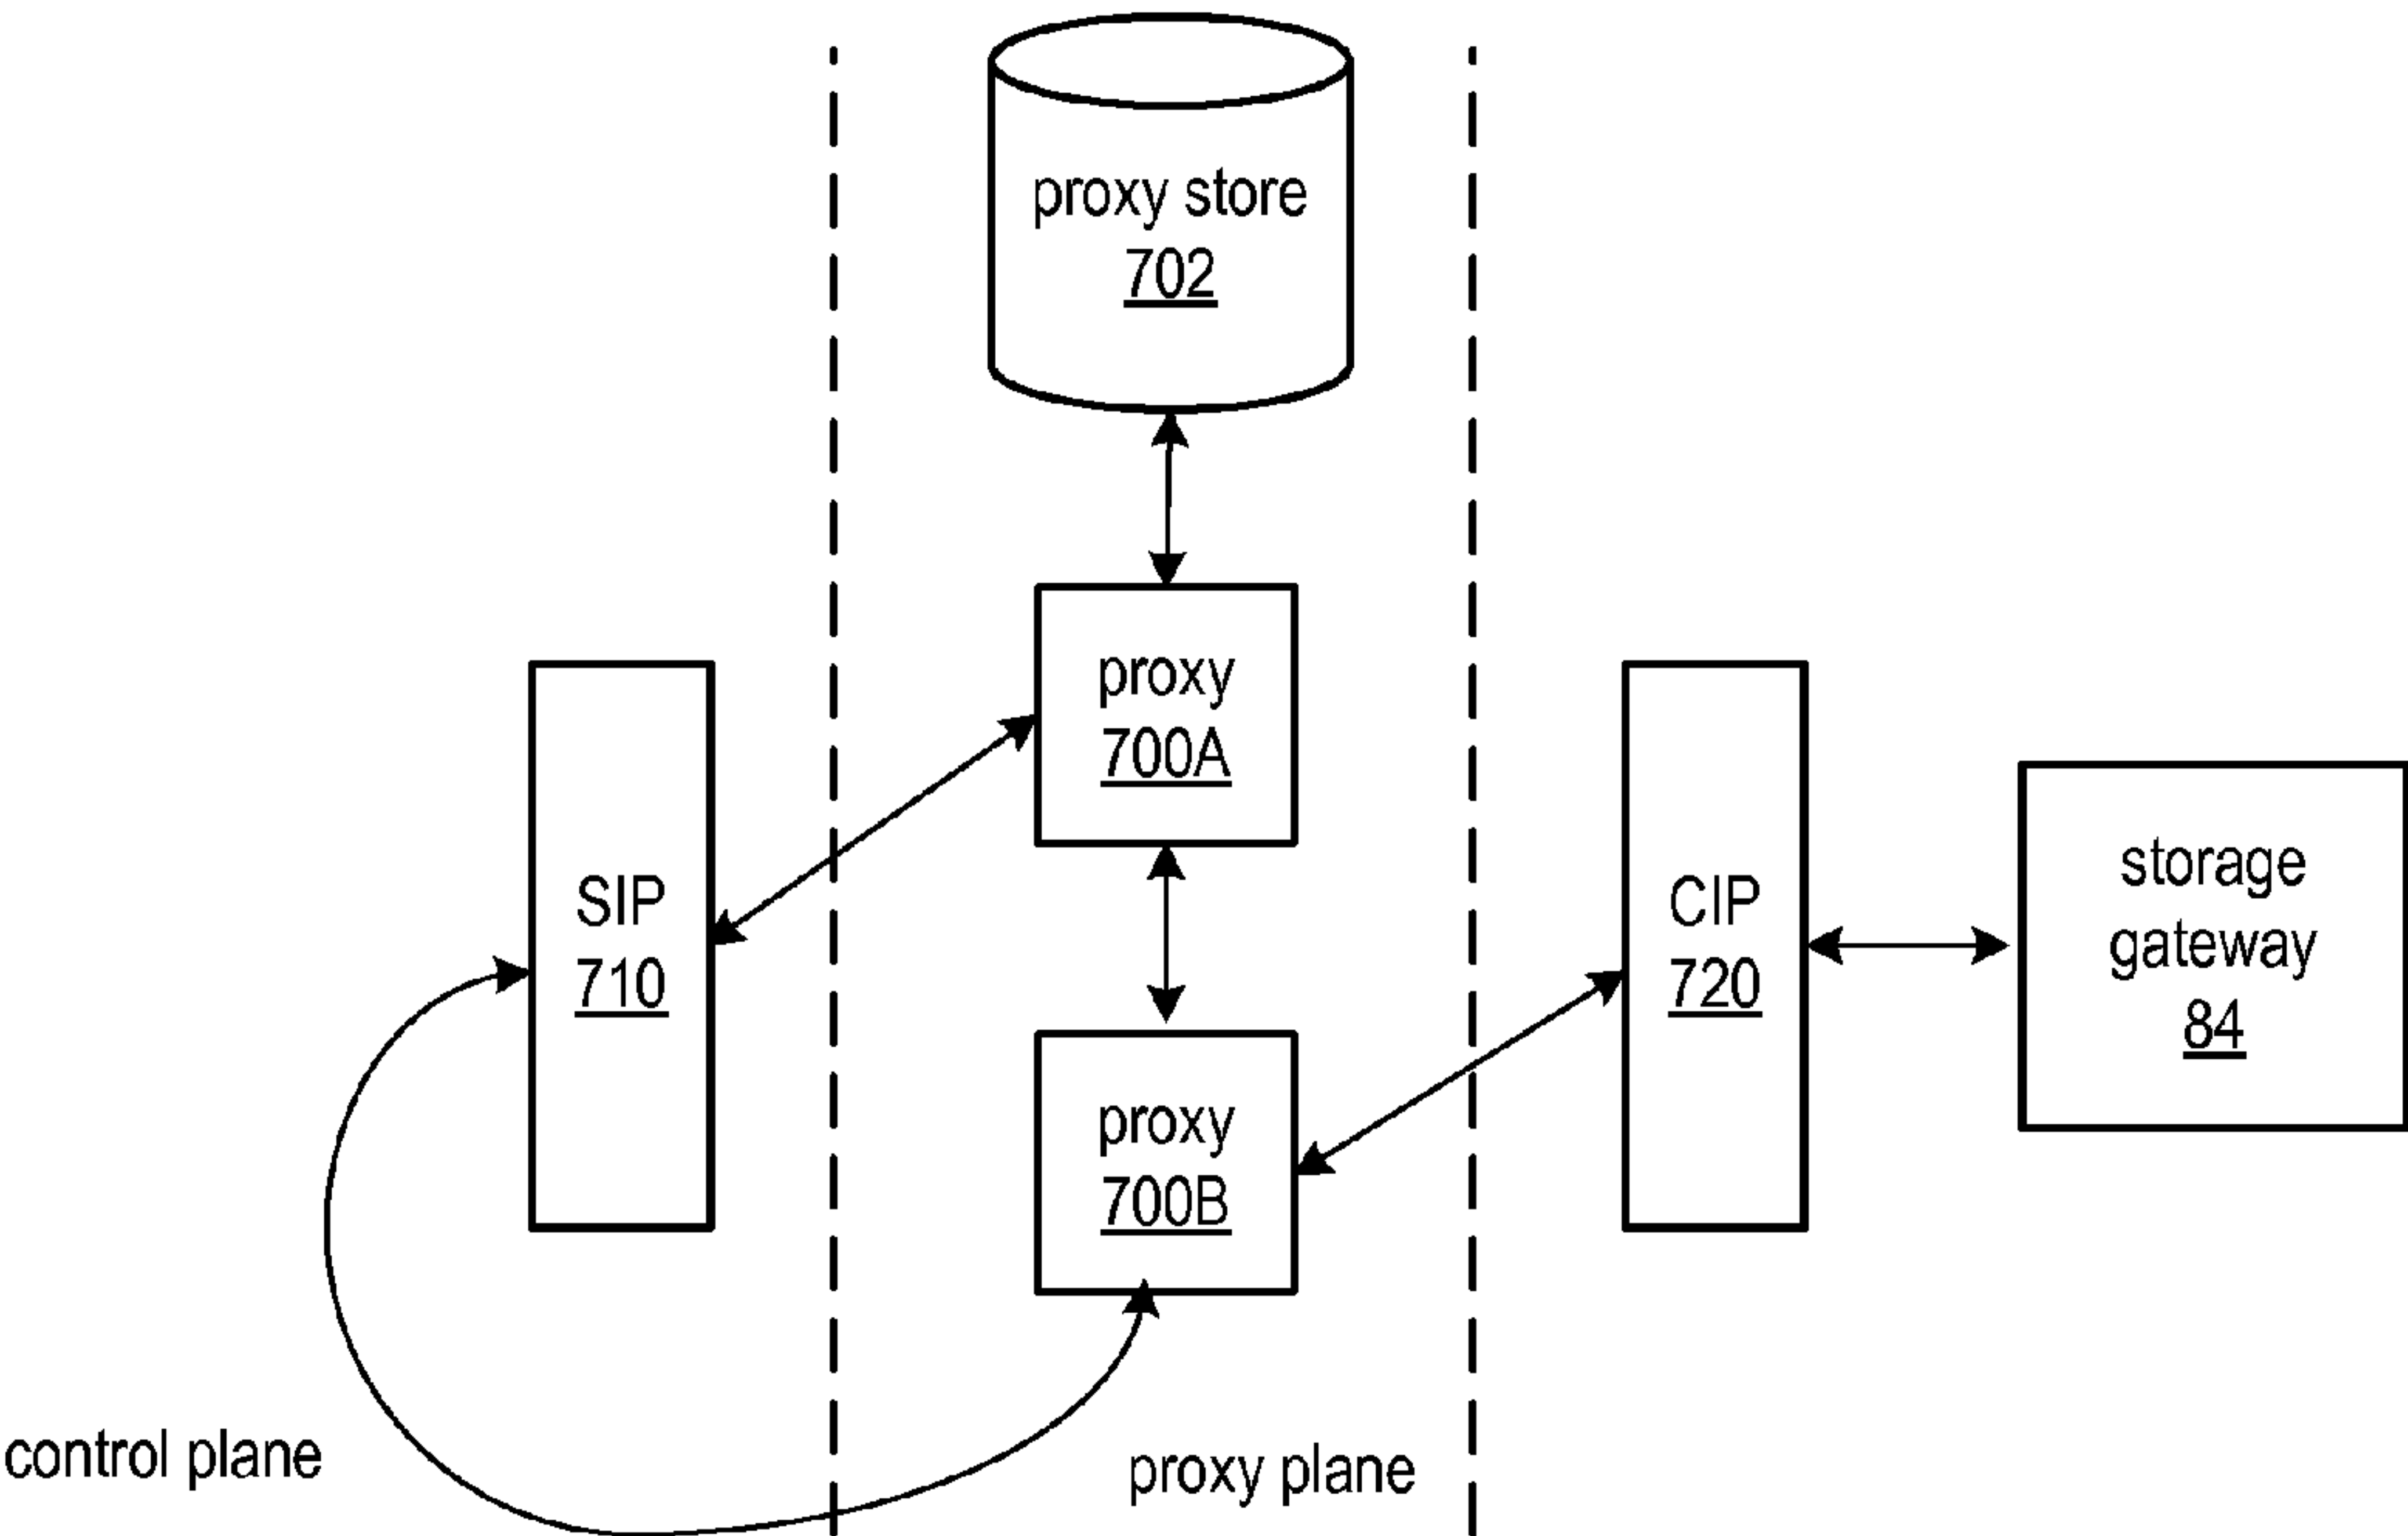 proxy store
702
proxy
700A
SIP
710
CIP
720
storage
gateway
84
proxy
700B
control plane
proxy plane